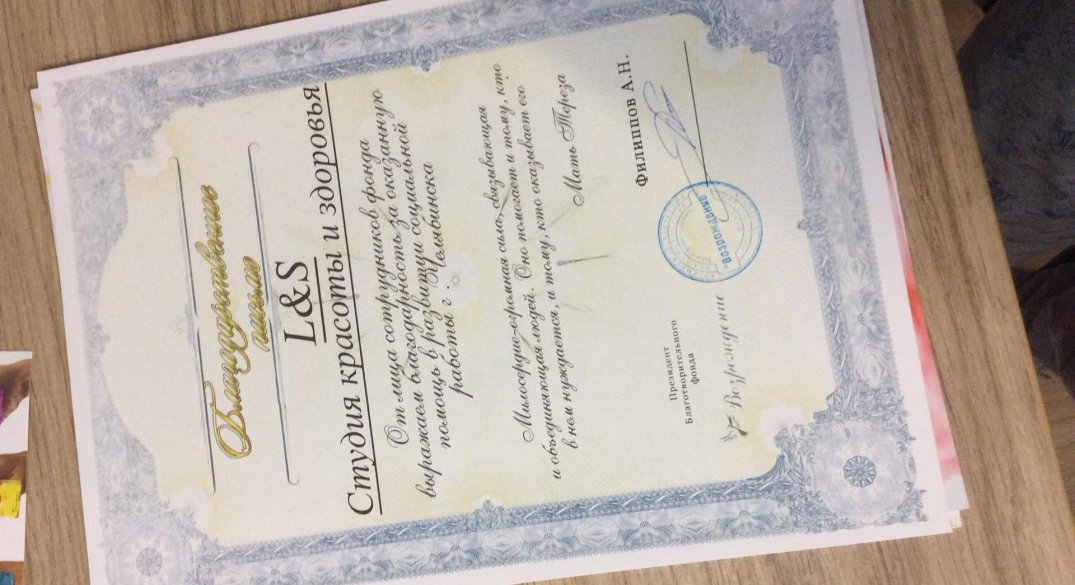 Благодарственное
письмо
L&S
Студия красоты и здоровья
От лица сотрудников фонда
выражаем благодарность за оказанную
помощь в развитии социальной
работы г. Челябинска
Милосердие-огромная сила, связывающая
и объединяющая людей. Оно помогает и тому, кто
в нем нуждается, и тому, кто оказывает его
Мать Тереза
Президент
Благотворительного
фонда
Филиппов А.Н.
Возрождение
"ВОЗРОЖДЕНИЕ"